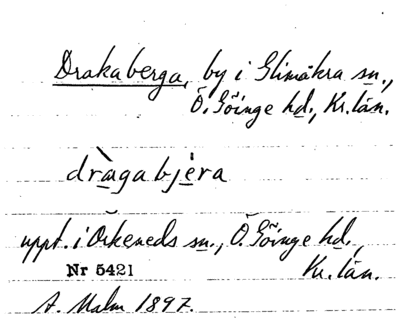 Drakaberga, by i Glimåkra sn.,
Ö. Göinge hd., Kr. län.
dràgabjèra
uppt. i Örkeneds sn., Ö. Göinge hd.,
Kr. län.
Nr 5421
A. Malm 1897.